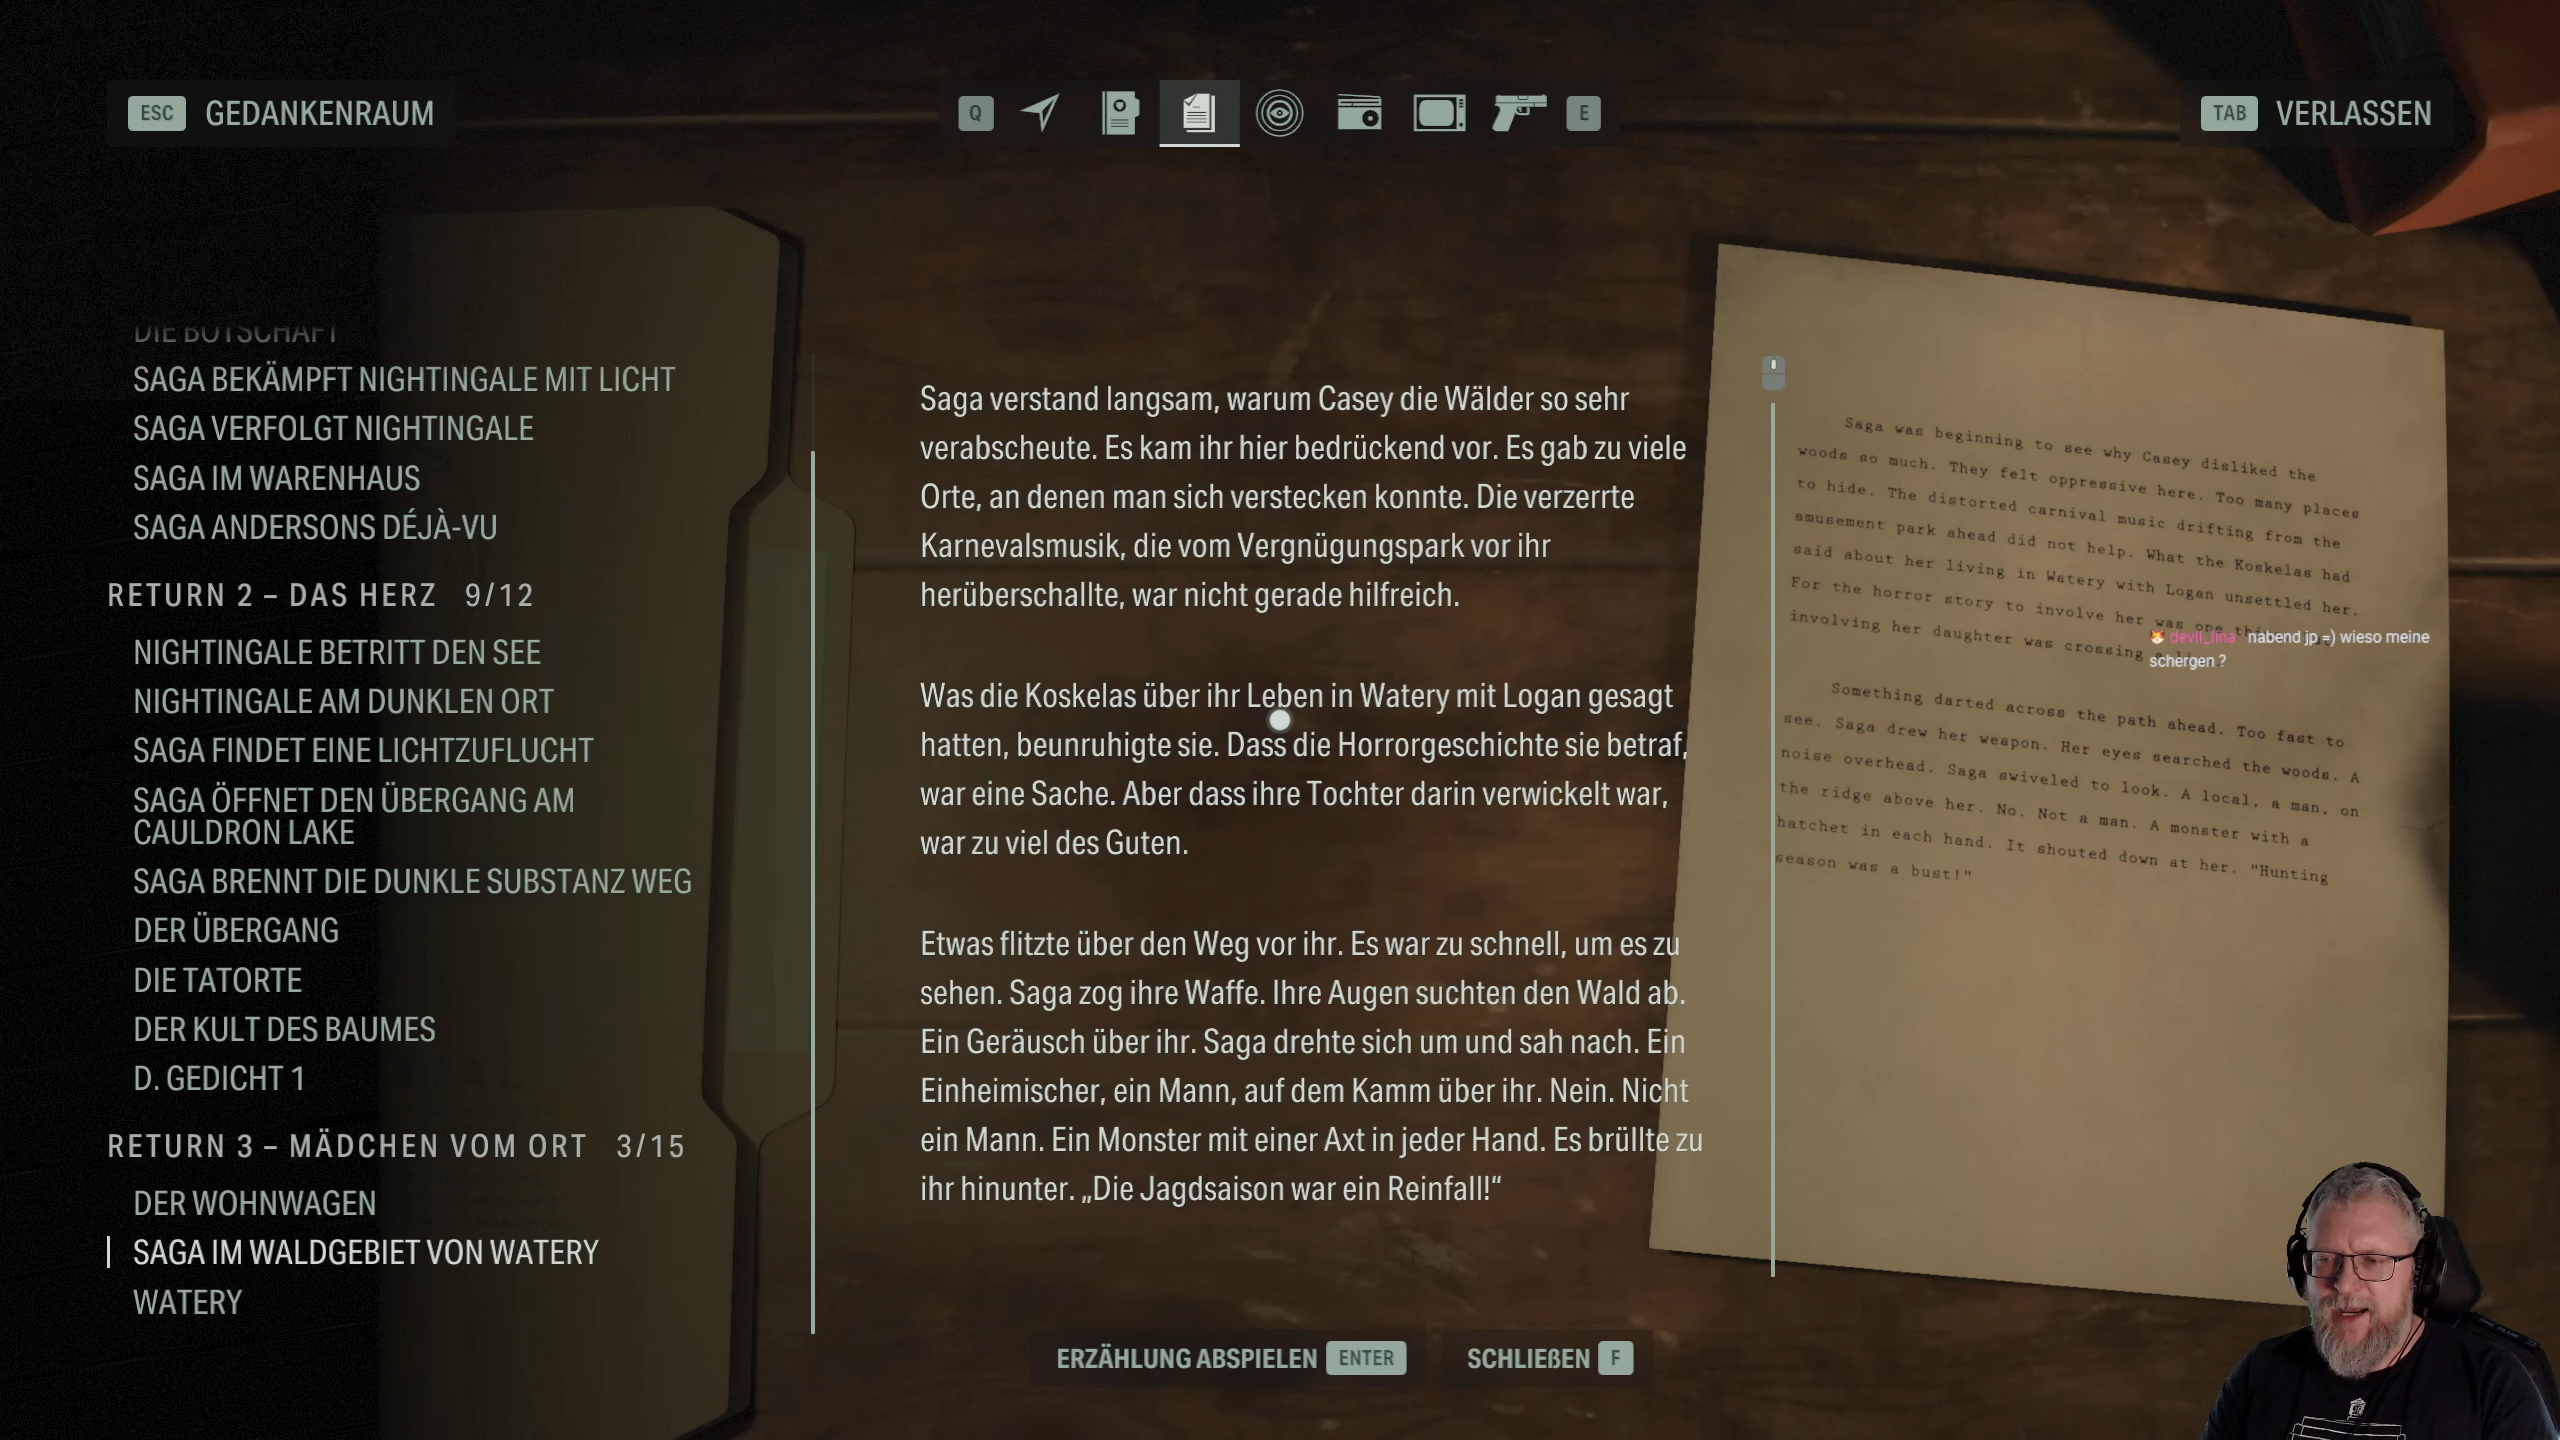 ESC GEDANKENRAUM
Q
E
TAB VERLASSEN
DIE BOTSCHAFT
SAGA BEKÄMPFT NIGHTINGALE MIT LICHT
SAGA VERFOLGT NIGHTINGALE
SAGA IM WARENHAUS
SAGA ANDERSONS DÉJÀ-VU
RETURN 2 – DAS HERZ 9/12
NIGHTINGALE BETRITT DEN SEE
NIGHTINGALE AM DUNKLEN ORT
SAGA FINDET EINE LICHTZUFLUCHT
SAGA ÖFFNET DEN ÜBERGANG AM
CAULDRON LAKE
SAGA BRENNT DIE DUNKLE SUBSTANZ WEG
DER ÜBERGANG
DIE TATORTE
DER KULT DES BAUMES
D. GEDICHT 1
RETURN 3 – MÄDCHEN VOM ORT 3/15
DER WOHNWAGEN
SAGA IM WALDGEBIET VON WATERY
WATERY
Saga verstand langsam, warum Casey die Wälder so sehr
verabscheute. Es kam ihr hier bedrückend vor. Es gab zu viele
Orte, an denen man sich verstecken konnte. Die verzerrte
Karnevalsmusik, die vom Vergnügungspark vor ihr
herüberschallte, war nicht gerade hilfreich.
Was die Koskelas über ihr Leben in Watery mit Logan gesagt
hatten, beunruhigte sie. Dass die Horrorgeschichte sie betraf,
war eine Sache. Aber dass ihre Tochter darin verwickelt war,
war zu viel des Guten.
Etwas flitzte über den Weg vor ihr. Es war zu schnell, um es zu
sehen. Saga zog ihre Waffe. Ihre Augen suchten den Wald ab.
Ein Geräusch über ihr. Saga drehte sich um und sah nach. Ein
Einheimischer, ein Mann, auf dem Kamm über ihr. Nein. Nicht
ein Mann. Ein Monster mit einer Axt in jeder Hand. Es brüllte zu
ihr hinunter. „Die Jagdsaison war ein Reinfall!“
Saga was beginning to see why Casey disliked the
woods so much. They felt oppressive here. Too many places
to hide. The distorted carnival music drifting from the
amusement park ahead did not help. What the Koskelas had
said about her living in Watery with Logan unsettled her.
For the horror story to involve her was one
involving her daughter was crossing
devil_fina nabend jp =) wieso meine
schergen ?
Something darted across the path ahead. Too fast to
see. Saga drew her weapon. Her eyes searched the woods. A
noise overhead. Saga swiveled to look. A local, a man, on
the ridge above her. No. Not a man. A monster with a
hatchet in each hand. It shouted down at her. "Hunting
season was a bust!"
ERZÄHLUNG ABSPIELEN ENTER
SCHLIEẞEN F